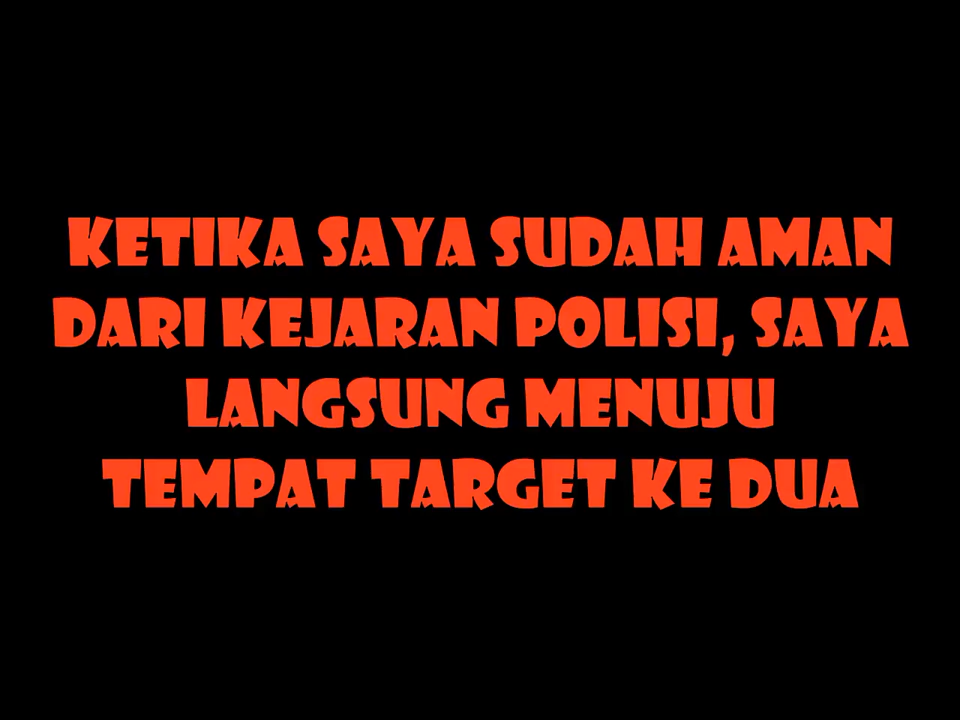 KETIKA SAYA SUDAH AMAN
DARI KEJARAN POLISI, SAYA
LANGSUNG MENUJU
TEMPAT TARGET KE DUA